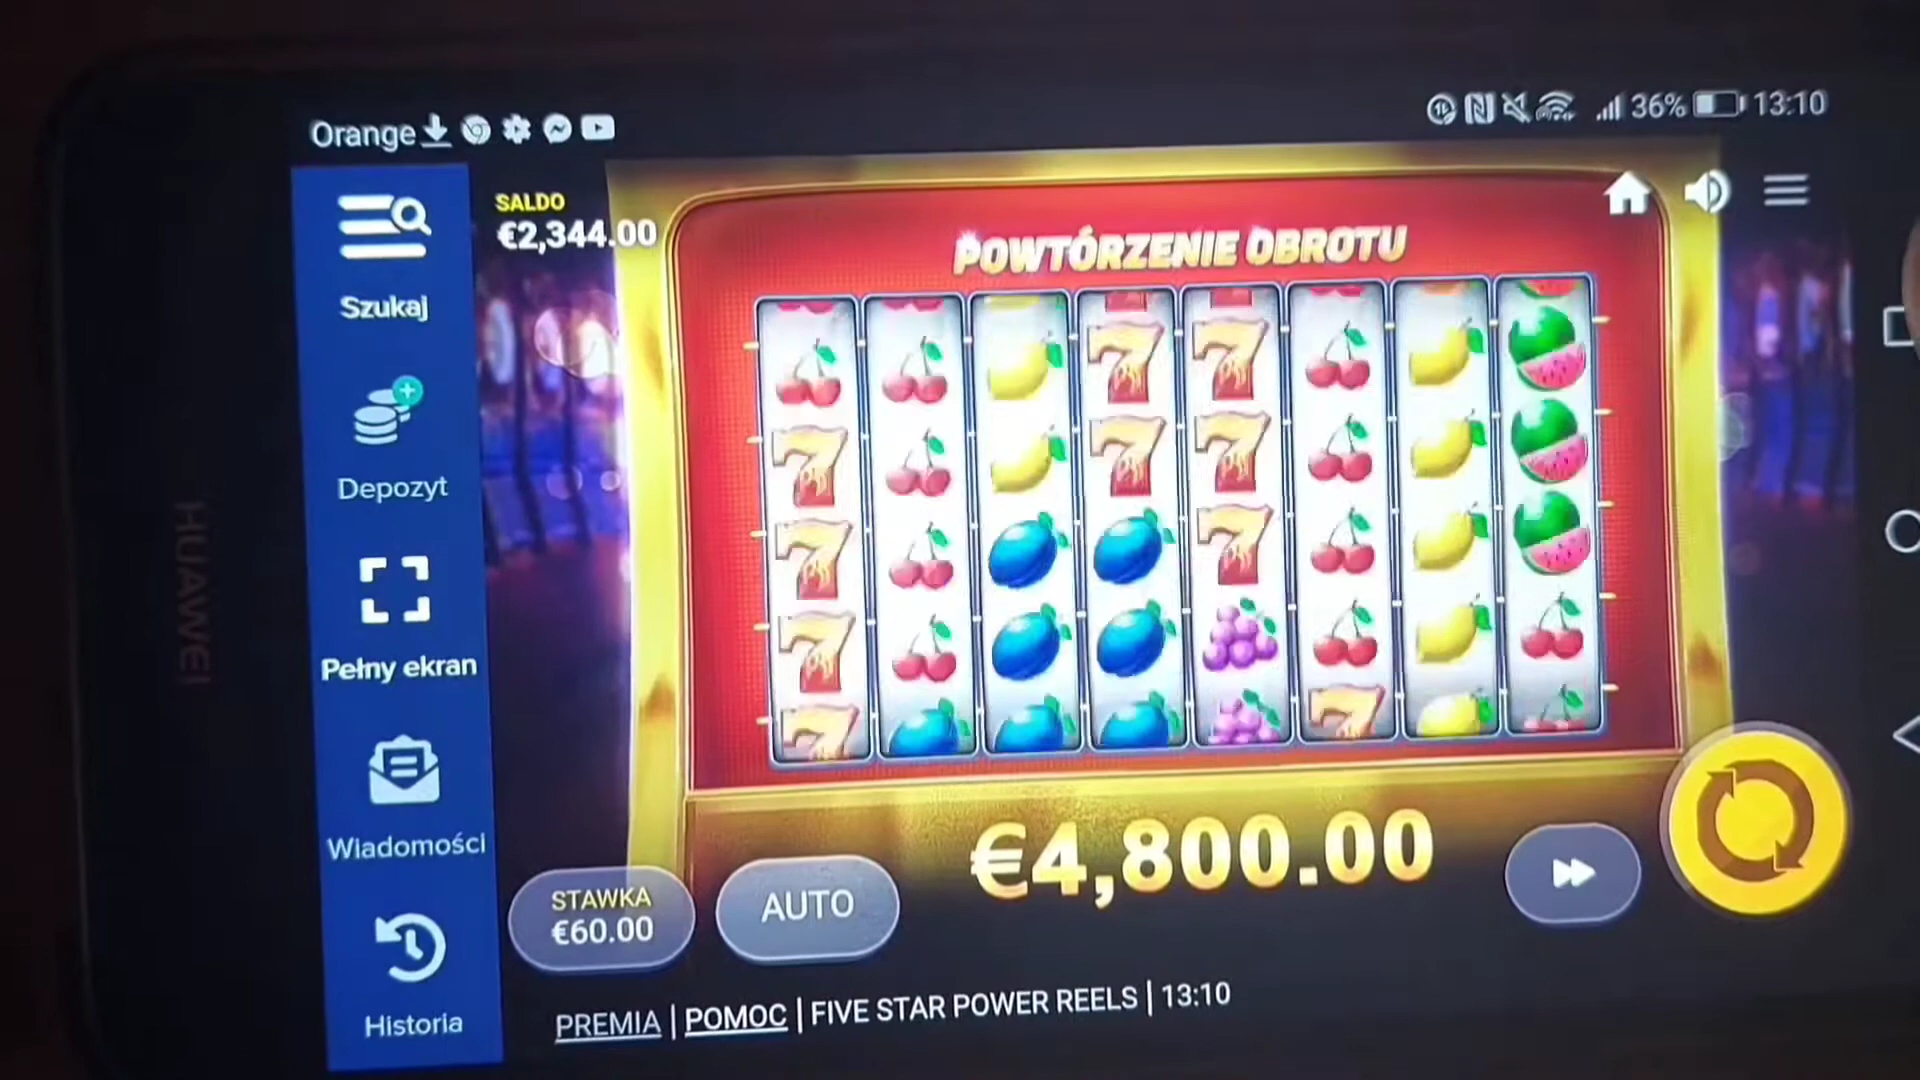 Orange
36% 13:10
SALDO
€2,344.00
POWTÓRZENIE OBROTU
Szukaj
Depozyt
Pełny ekran
Wiadomości
Historia
HUAWEI
€4,800.00
STAWKA
€60.00
AUTO
PREMIA | POMOC | FIVE STAR POWER REELS | 13:10